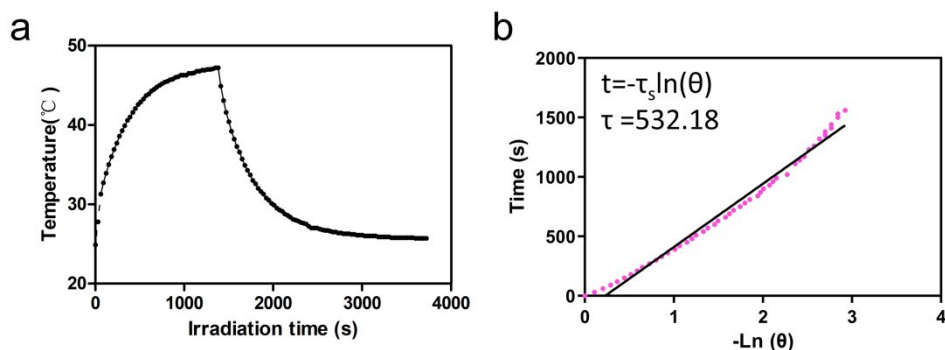 a
50
40
30
20
Temperature(℃)
0
1000
2000
3000
4000
Irradiation time (s)
b
2000
1500
1000
500
0
Time (s)
t=-τsln(θ)
τ =532.18
0
1
2
3
4
-Ln (θ)